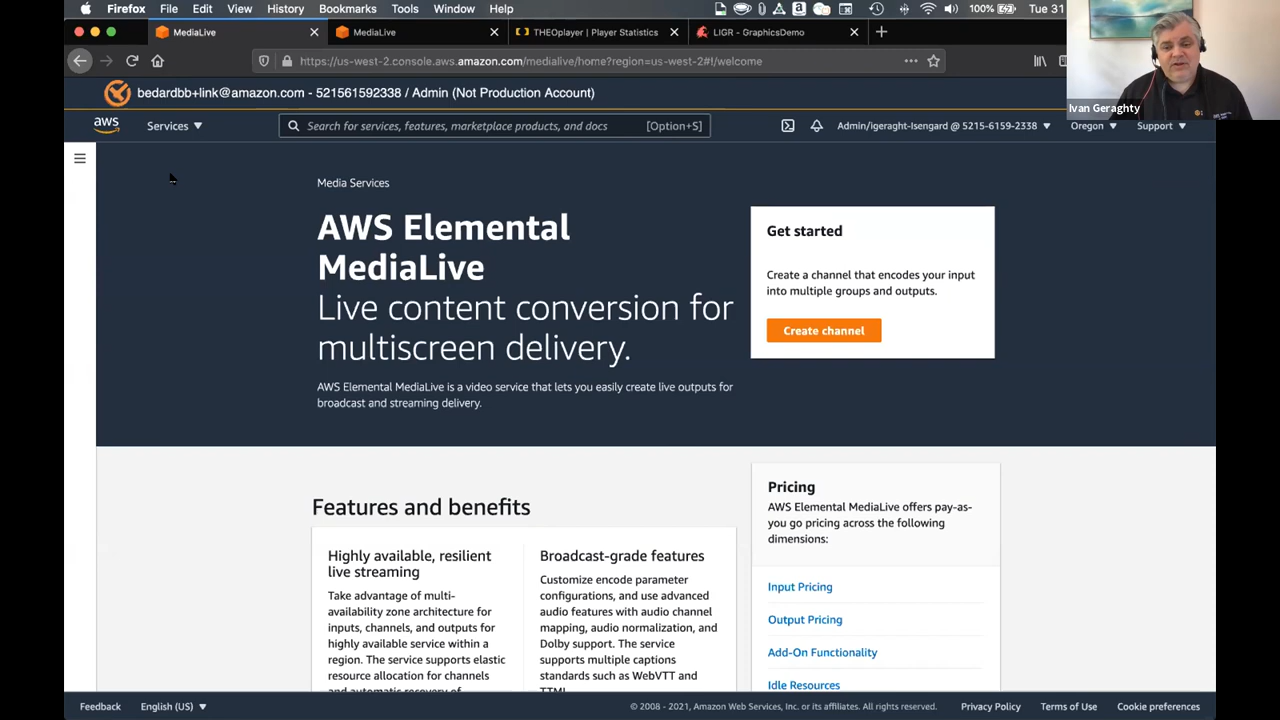 Firefox File Edit View History Bookmarks Tools Window Help 100% Tue 31
MediaLive MediaLive THEOplayer | Player Statistics LIGR - GraphicsDemo
https://us-west-2.console.aws.amazon.com/medialive/home?region=us-west-2#!/welcome
Ivan Geraghty
bedardbb+link@amazon.com - 521561592338 / Admin (Not Production Account)
aws Services Search for services, features, marketplace products, and docs [Option+S] Admin/igeraght-Isengard @ 5215-6159-2338 Oregon Support
Media Services
AWS Elemental
MediaLive
Live content conversion for
multiscreen delivery.
AWS Elemental MediaLive is a video service that lets you easily create live outputs for
broadcast and streaming delivery.
Get started
Create a channel that encodes your input
into multiple groups and outputs.
Create channel
Features and benefits
Highly available, resilient
live streaming
Take advantage of multi-
availability zone architecture for
inputs, channels, and outputs for
highly available service within a
region. The service supports elastic
resource allocation for channels
and automatic recovery of
Broadcast-grade features
Customize encode parameter
configurations, and use advanced
audio features with audio channel
mapping, audio normalization, and
Dolby support. The service
supports multiple captions
standards such as WebVTT and
TTML
Pricing
AWS Elemental MediaLive offers pay-as-
you go pricing across the following
dimensions:
Input Pricing
Output Pricing
Add-On Functionality
Idle Resources
Feedback English (US) © 2008 - 2021, Amazon Web Services, Inc. or its affiliates. All rights reserved. Privacy Policy Terms of Use Cookie preferences